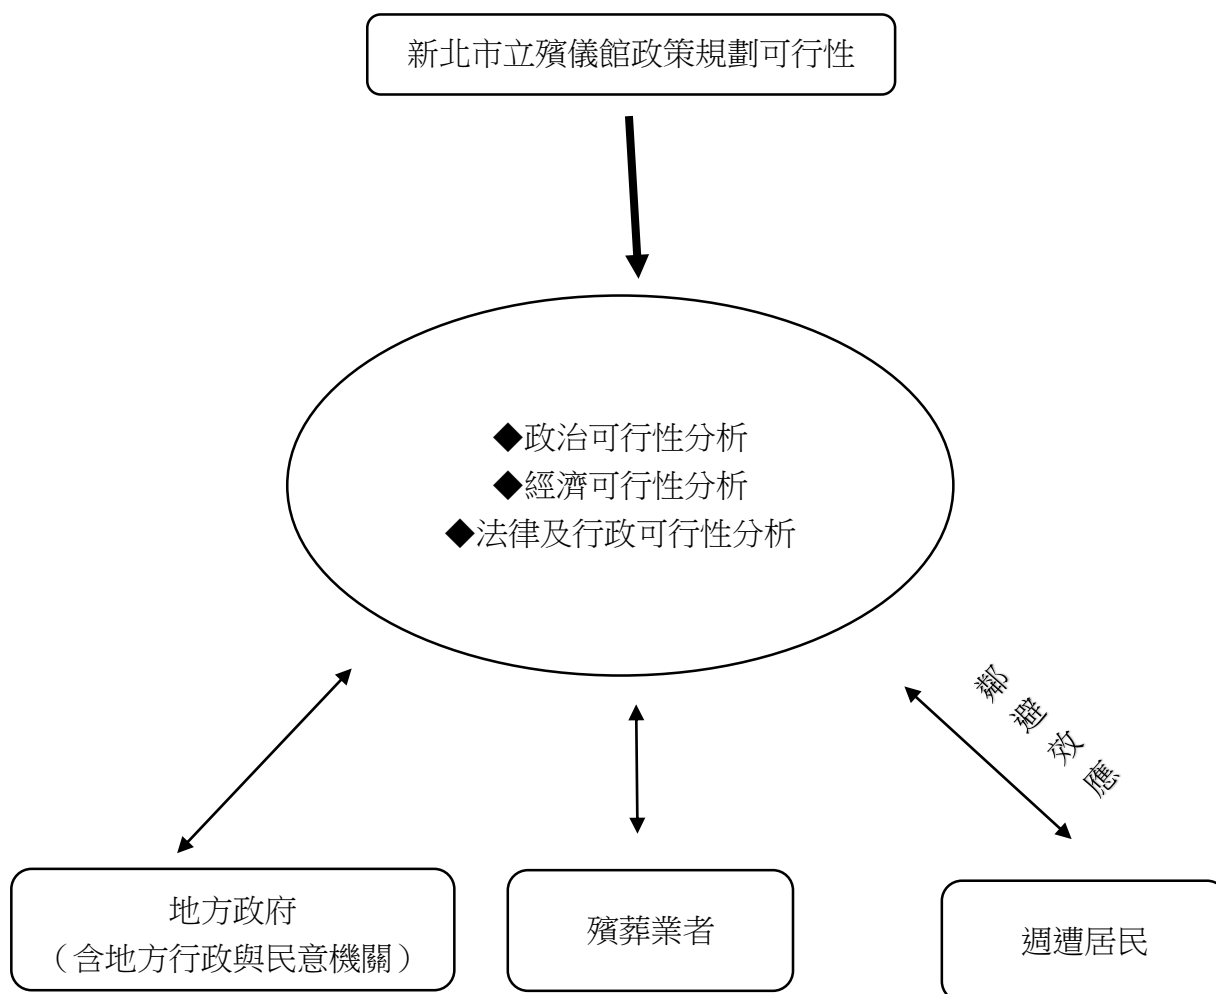 新北市立殯儀館政策規劃可行性
◆政治可行性分析
◆經濟可行性分析
◆法律及行政可行性分析
鄰避效應
地方政府
（含地方行政與民意機關）
殯葬業者
週遭居民